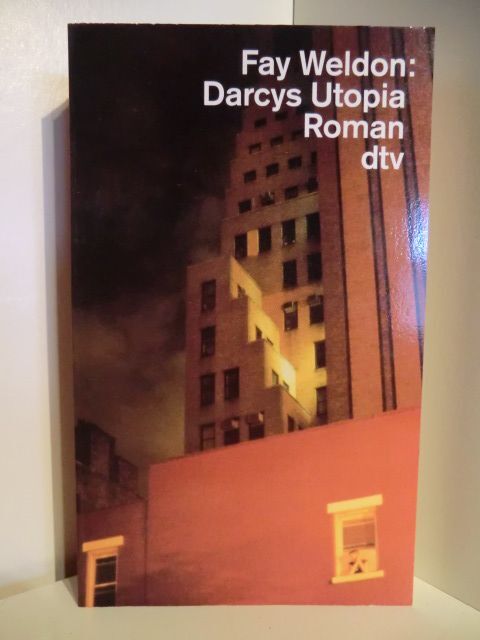 Fay Weldon:
Darcys Utopia
Roman
dtv